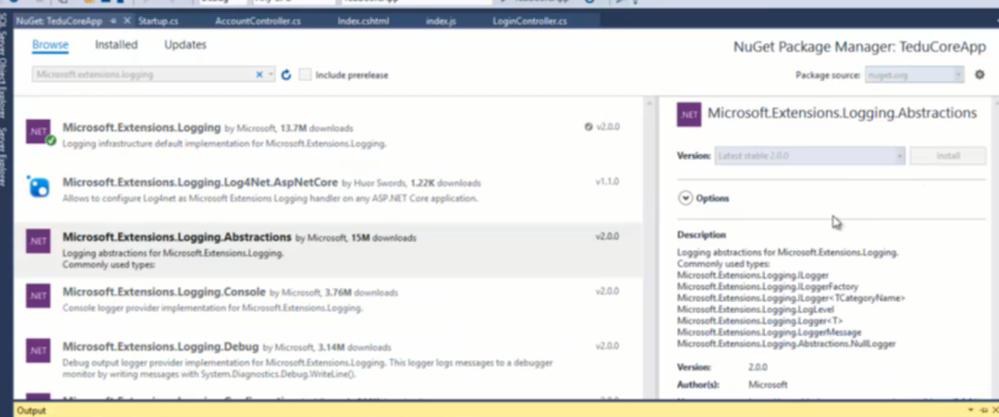 NuGet: TeduCoreApp
Startup.cs
AccountController.cs
Index.cshtml
index.js
LoginController.cs
SQL Server Object Explorer
Server Explorer
Browse
Installed
Updates
NuGet Package Manager: TeduCoreApp
Microsoft.extensions.logging
Include prerelease
Package source:
nuget.org
.NET
Microsoft.Extensions.Logging by Microsoft, 13.7M downloads
v2.0.0
Logging infrastructure default implementation for Microsoft.Extensions.Logging.
Microsoft.Extensions.Logging.Log4Net.AspNetCore by Huor Swords, 1.22K downloads
v1.1.0
Allows to configure Log4net as Microsoft Extensions Logging handler on any ASP.NET Core application.
.NET
Microsoft.Extensions.Logging.Abstractions by Microsoft, 15M downloads
v2.0.0
Logging abstractions for Microsoft.Extensions.Logging.
Commonly used types:
.NET
Microsoft.Extensions.Logging.Console by Microsoft, 3.76M downloads
v2.0.0
Console logger provider implementation for Microsoft.Extensions.Logging.
.NET
Microsoft.Extensions.Logging.Debug by Microsoft, 3.14M downloads
v2.0.0
Debug output logger provider implementation for Microsoft.Extensions.Logging. This logger logs messages to a debugger
monitor by writing messages with System.Diagnostics.Debug.WriteLine().
.NET
Microsoft.Extensions.Logging.Abstractions
Version:
Latest stable 2.0.0
Install
Options
Description
Logging abstractions for Microsoft.Extensions.Logging.
Commonly used types:
Microsoft.Extensions.Logging.ILogger
Microsoft.Extensions.Logging.ILoggerFactory
Microsoft.Extensions.Logging.ILogger<TCategoryName>
Microsoft.Extensions.Logging.LogLevel
Microsoft.Extensions.Logging.Logger<T>
Microsoft.Extensions.Logging.LoggerMessage
Microsoft.Extensions.Logging.Abstractions.NullLogger
Version: 2.0.0
Author(s): Microsoft
Output